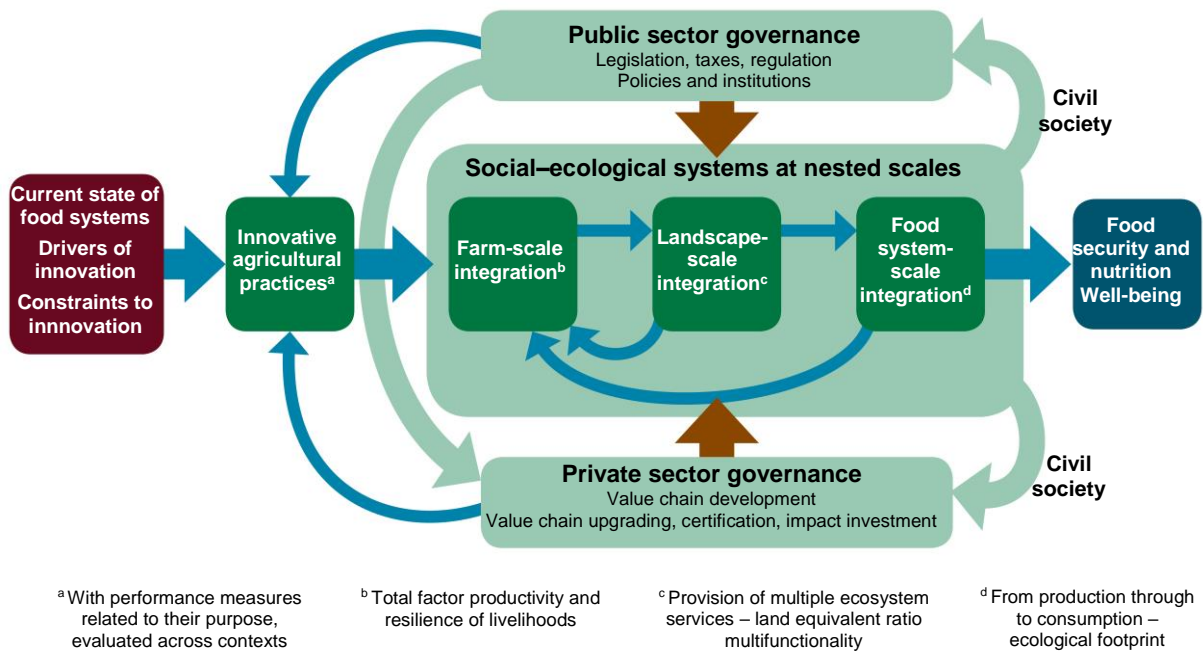 Public sector governance
Legislation, taxes, regulation
Policies and institutions
Civil
society
Social–ecological systems at nested scales
Current state of
food systems
Drivers of
innovation
Constraints to
innnovation
Innovative
agricultural
practicesᵃ
Farm-scale
integrationᵇ
Landscape-
scale
integrationᶜ
Food
system-
scale
integrationᵈ
Food
security and
nutrition
Well-being
Private sector governance
Value chain development
Value chain upgrading, certification, impact investment
Civil
society
ᵃ With performance measures
related to their purpose,
evaluated across contexts
ᵇ Total factor productivity and
resilience of livelihoods
ᶜ Provision of multiple ecosystem
services – land equivalent ratio
multifunctionality
ᵈ From production through
to consumption –
ecological footprint